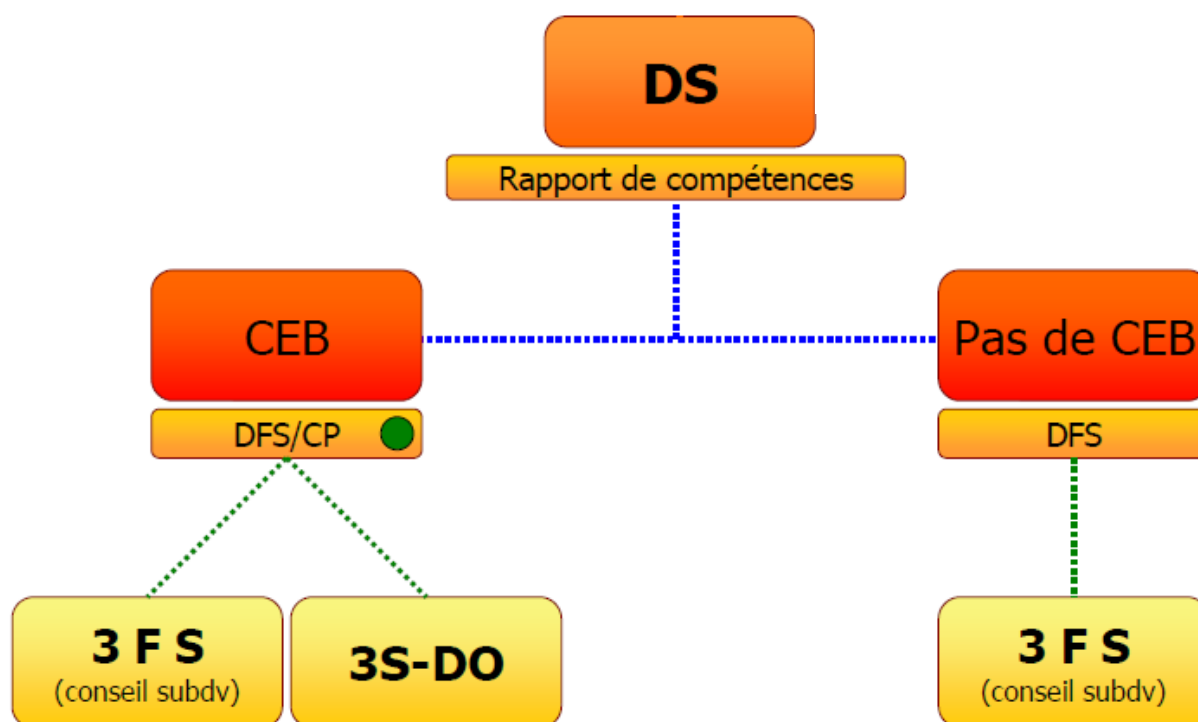 DS
Rapport de compétences
CEB
Pas de CEB
DFS/CP
DFS
3 F S
(conseil subdv)
3S-DO
3 F S
(conseil subdv)